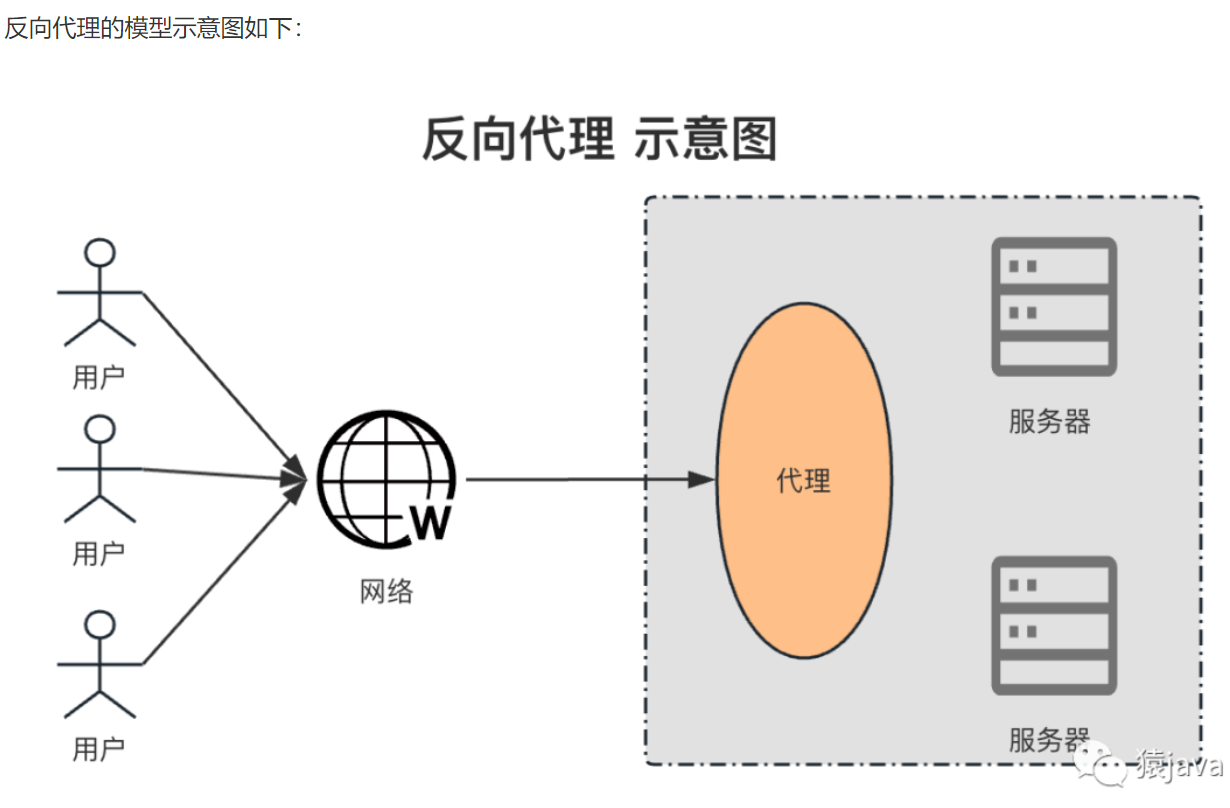 反向代理的模型示意图如下：
反向代理 示意图
用户
用户
用户
W
网络
代理
服务器
服务器
猿java